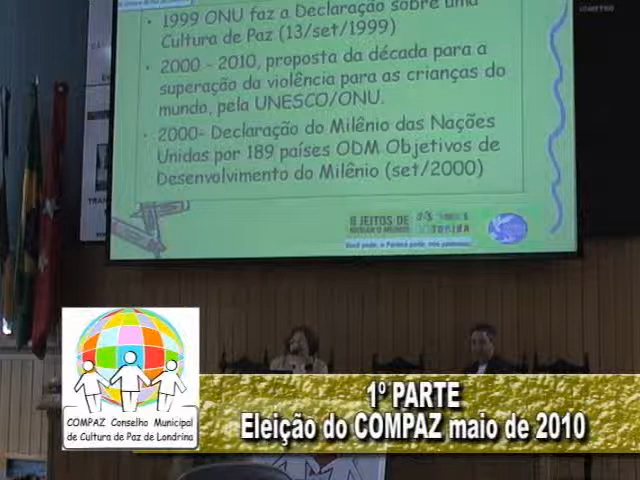 1999 ONU faz a Declaração sobre uma
Cultura de Paz (13/set/1999)
2000 - 2010, proposta da década para a
superação da violência para as crianças do
mundo, pela UNESCO/ONU.
2000- Declaração do Milênio das Nações
Unidas por 189 países ODM Objetivos de
Desenvolvimento do Milênio (set/2000)
8 JEITOS DE
MUDAR O MUNDO
COMPAZ Conselho Municipal
de Cultura de Paz de Londrina
1º PARTE
Eleição do COMPAZ maio de 2010